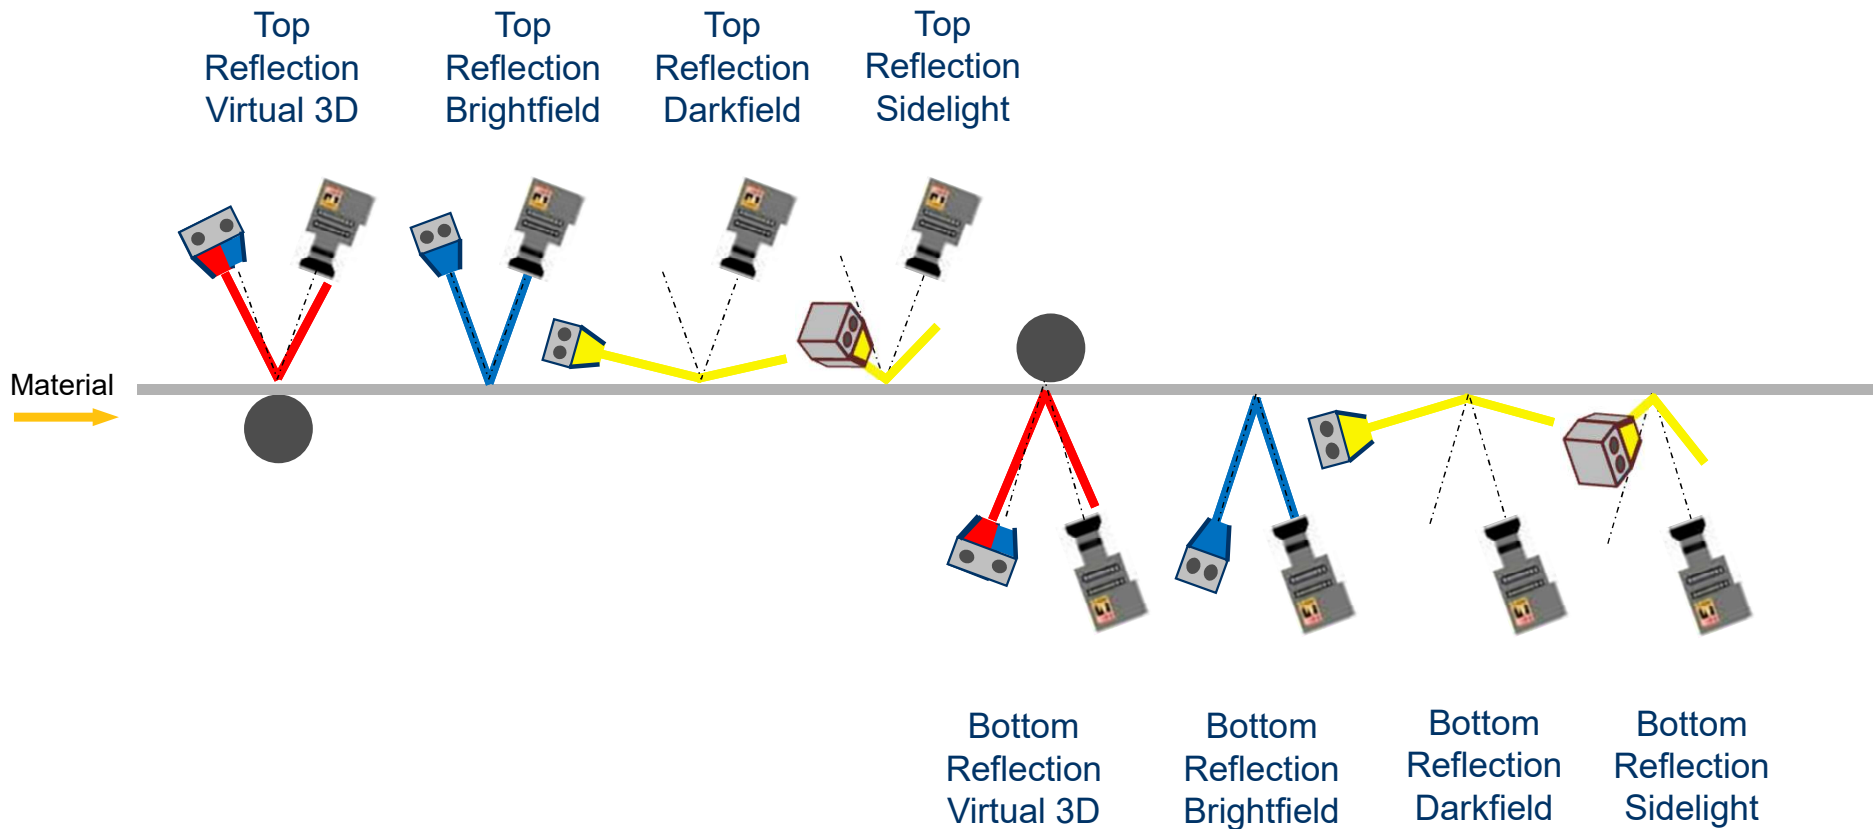 Top
Reflection
Virtual 3D
Top
Reflection
Brightfield
Top
Reflection
Darkfield
Top
Reflection
Sidelight
Material
Bottom
Reflection
Virtual 3D
Bottom
Reflection
Brightfield
Bottom
Reflection
Darkfield
Bottom
Reflection
Sidelight